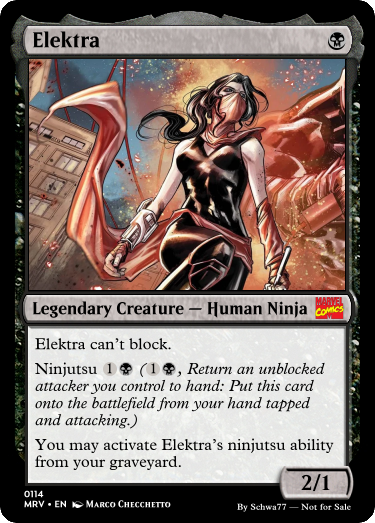 Elektra
MARVEL
COMICS
Legendary Creature — Human Ninja
Elektra can't block.
Ninjutsu 1 (1, Return an unblocked
attacker you control to hand: Put this card
onto the battlefield from your hand tapped
and attacking.)
You may activate Elektra's ninjutsu ability
from your graveyard.
2/1
0114
MRV • EN Marco Checchetto
By Schwa77 — Not for Sale